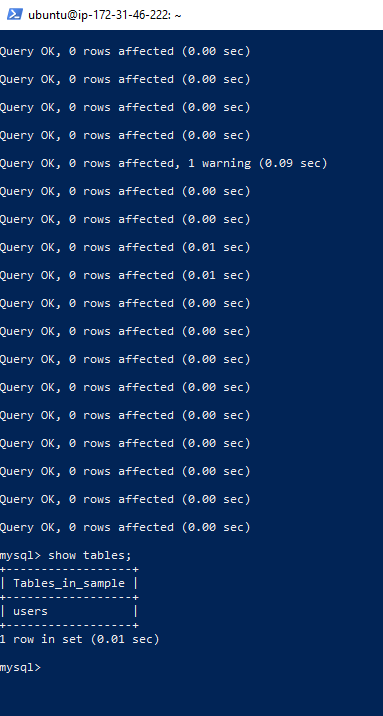 ubuntu@ip-172-31-46-222: ~
Query OK, 0 rows affected (0.00 sec)
Query OK, 0 rows affected (0.00 sec)
Query OK, 0 rows affected (0.00 sec)
Query OK, 0 rows affected (0.00 sec)
Query OK, 0 rows affected, 1 warning (0.09 sec)
Query OK, 0 rows affected (0.00 sec)
Query OK, 0 rows affected (0.00 sec)
Query OK, 0 rows affected (0.01 sec)
Query OK, 0 rows affected (0.01 sec)
Query OK, 0 rows affected (0.00 sec)
Query OK, 0 rows affected (0.00 sec)
Query OK, 0 rows affected (0.00 sec)
Query OK, 0 rows affected (0.00 sec)
Query OK, 0 rows affected (0.00 sec)
Query OK, 0 rows affected (0.00 sec)
Query OK, 0 rows affected (0.00 sec)
Query OK, 0 rows affected (0.00 sec)
Query OK, 0 rows affected (0.00 sec)
mysql> show tables;
+------------------+
| Tables_in_sample |
+------------------+
| users            |
+------------------+
1 row in set (0.01 sec)
mysql>